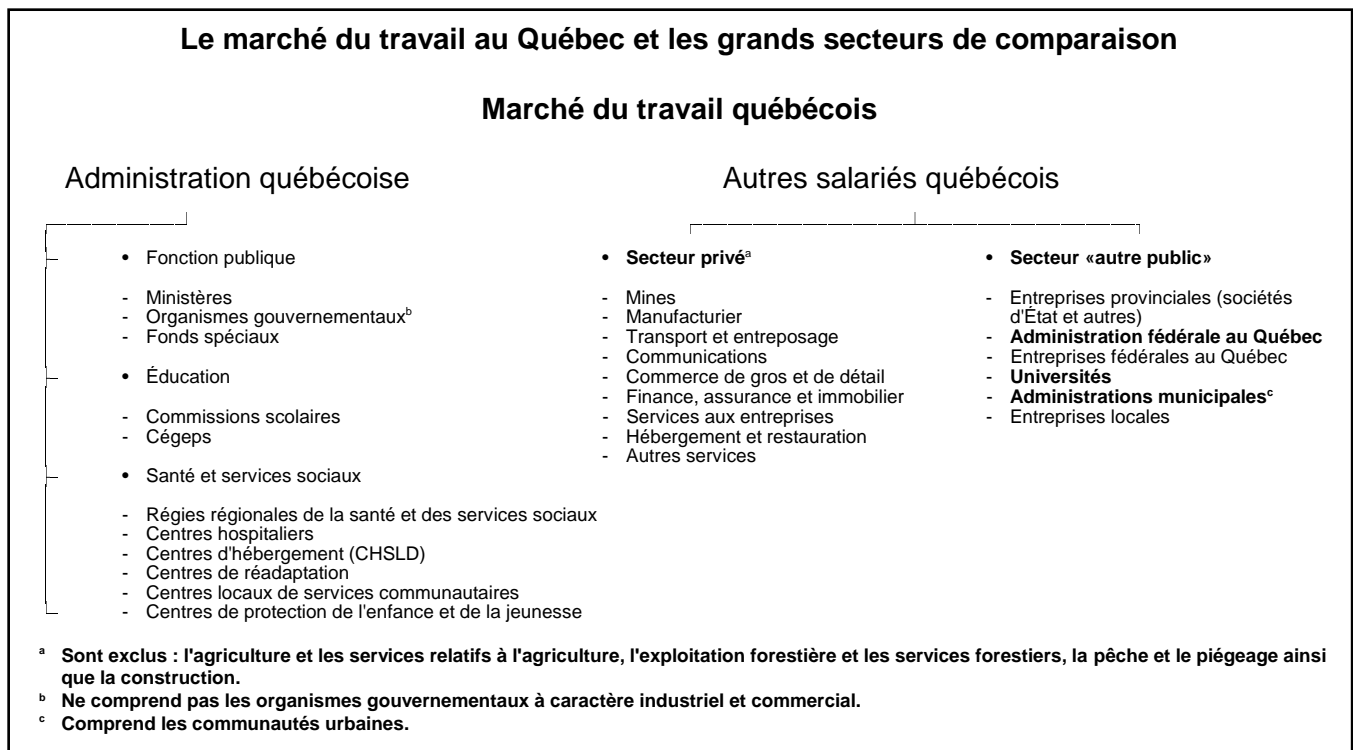 Le marché du travail au Québec et les grands secteurs de comparaison
Marché du travail québécois
Administration québécoise
• Fonction publique
- Ministères
- Organismes gouvernementauxᵇ
- Fonds spéciaux
• Éducation
- Commissions scolaires
- Cégeps
• Santé et services sociaux
- Régies régionales de la santé et des services sociaux
- Centres hospitaliers
- Centres d'hébergement (CHSLD)
- Centres de réadaptation
- Centres locaux de services communautaires
- Centres de protection de l'enfance et de la jeunesse
Autres salariés québécois
• Secteur privéᵃ
- Mines
- Manufacturier
- Transport et entreposage
- Communications
- Commerce de gros et de détail
- Finance, assurance et immobilier
- Services aux entreprises
- Hébergement et restauration
- Autres services
• Secteur «autre public»
- Entreprises provinciales (sociétés
d'État et autres)
- Administration fédérale au Québec
- Entreprises fédérales au Québec
- Universités
- Administrations municipalesᶜ
- Entreprises locales
ᵃ Sont exclus : l'agriculture et les services relatifs à l'agriculture, l'exploitation forestière et les services forestiers, la pêche et le piégeage ainsi
que la construction.
ᵇ Ne comprend pas les organismes gouvernementaux à caractère industriel et commercial.
ᶜ Comprend les communautés urbaines.